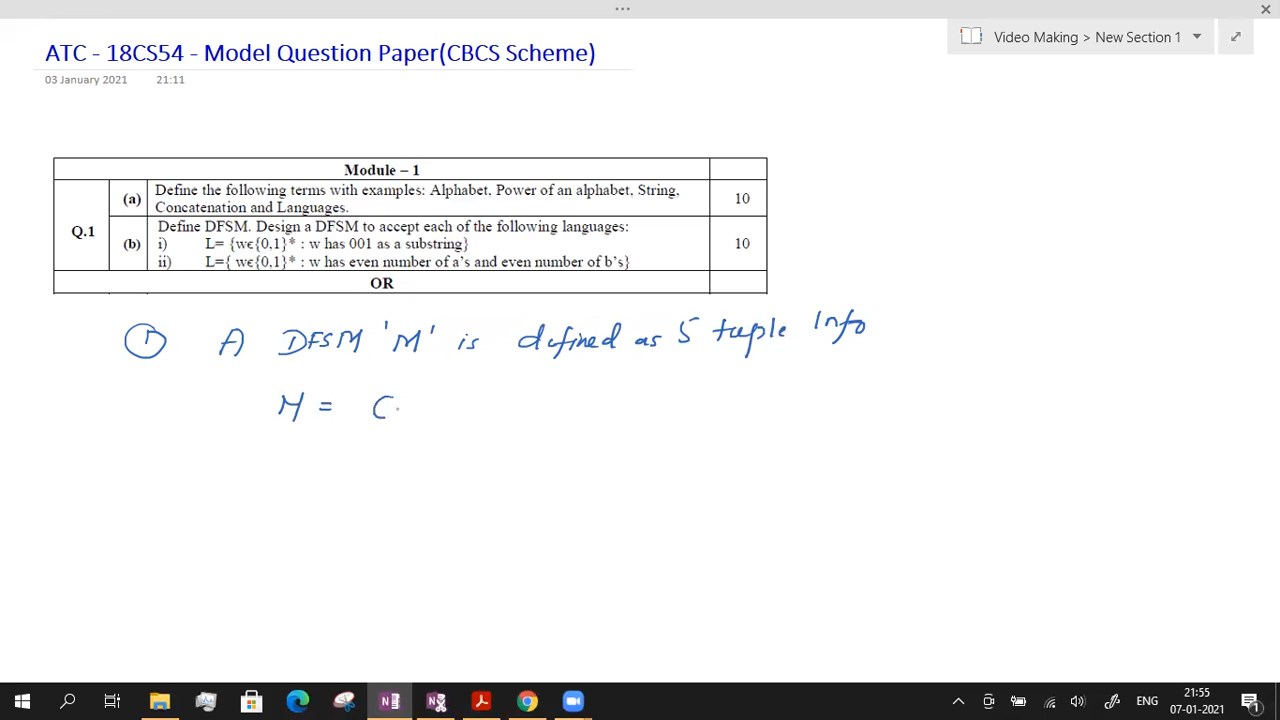 Video Making > New Section 1
ATC - 18CS54 - Model Question Paper(CBCS Scheme)
03 January 2021 21:11
Module – 1
Q.1
(a) Define the following terms with examples: Alphabet, Power of an alphabet, String,
Concatenation and Languages. 10
(b) Define DFSM. Design a DFSM to accept each of the following languages:
i) L= {wϵ{0,1}* : w has 001 as a substring} 10
ii) L={ wϵ{0,1}* : w has even number of a's and even number of b's}
OR
1 A DFSM 'M' is defined as 5 tuple Info
M = (
ENG
21:55
07-01-2021
1